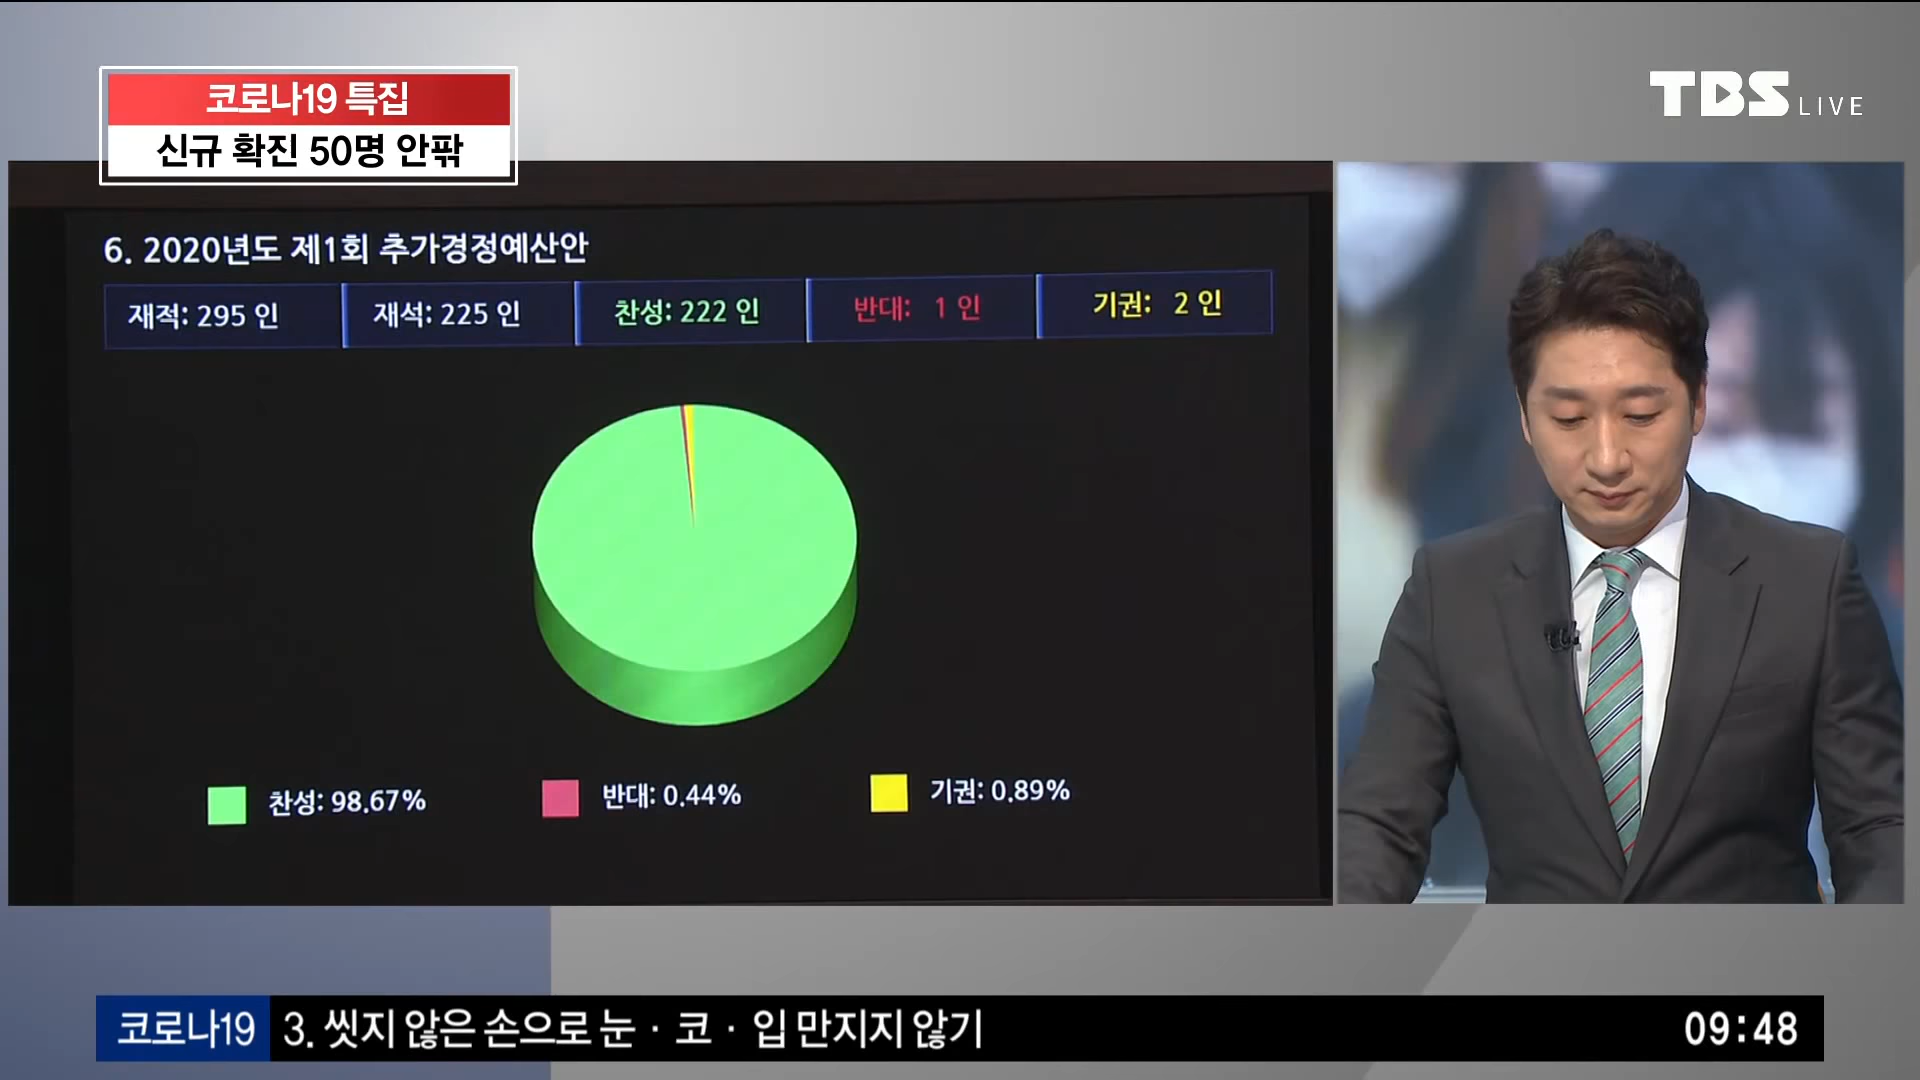 코로나19 특집
신규 확진 50명 안팎
TBS LIVE
6. 2020년도 제1회 추가경정예산안
재적: 295 인
재석: 225 인
찬성: 222 인
반대: 1 인
기권: 2 인
찬성: 98.67%
반대: 0.44%
기권: 0.89%
코로나19 3. 씻지 않은 손으로 눈 · 코 · 입 만지지 않기 09:48